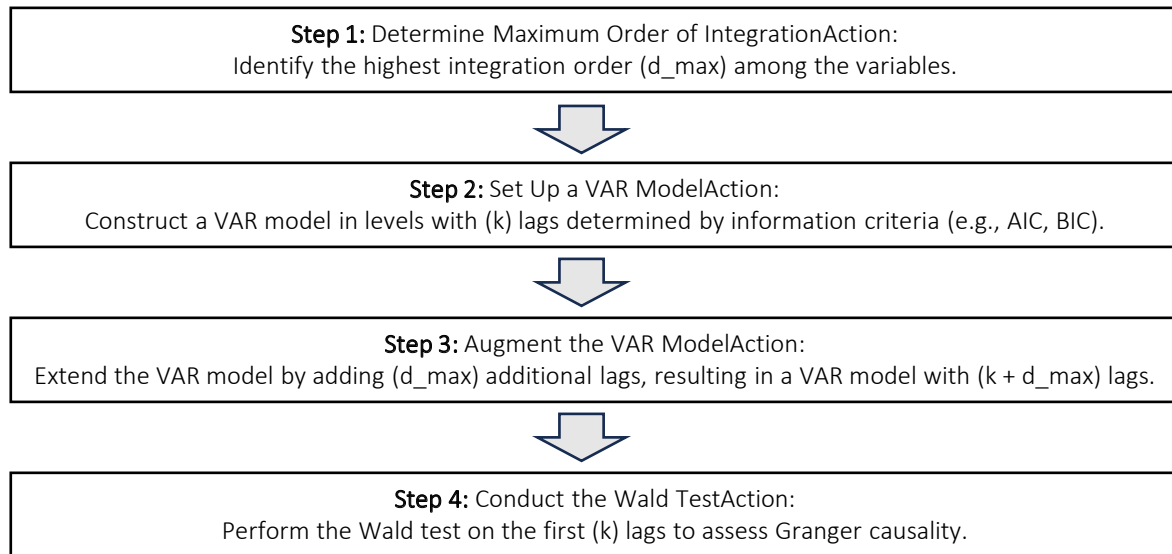 Step 1: Determine Maximum Order of IntegrationAction:
Identify the highest integration order (d_max) among the variables.
Step 2: Set Up a VAR ModelAction:
Construct a VAR model in levels with (k) lags determined by information criteria (e.g., AIC, BIC).
Step 3: Augment the VAR ModelAction:
Extend the VAR model by adding (d_max) additional lags, resulting in a VAR model with (k + d_max) lags.
Step 4: Conduct the Wald TestAction:
Perform the Wald test on the first (k) lags to assess Granger causality.